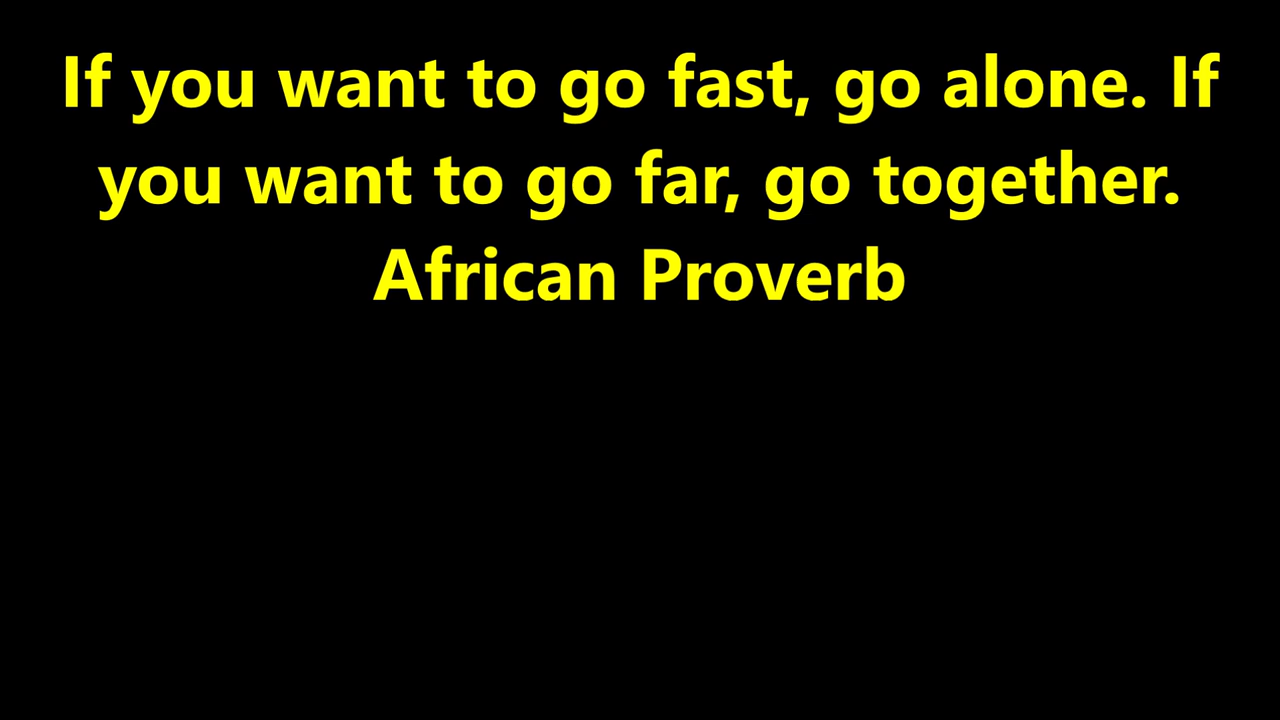 If you want to go fast, go alone. If
you want to go far, go together.
African Proverb